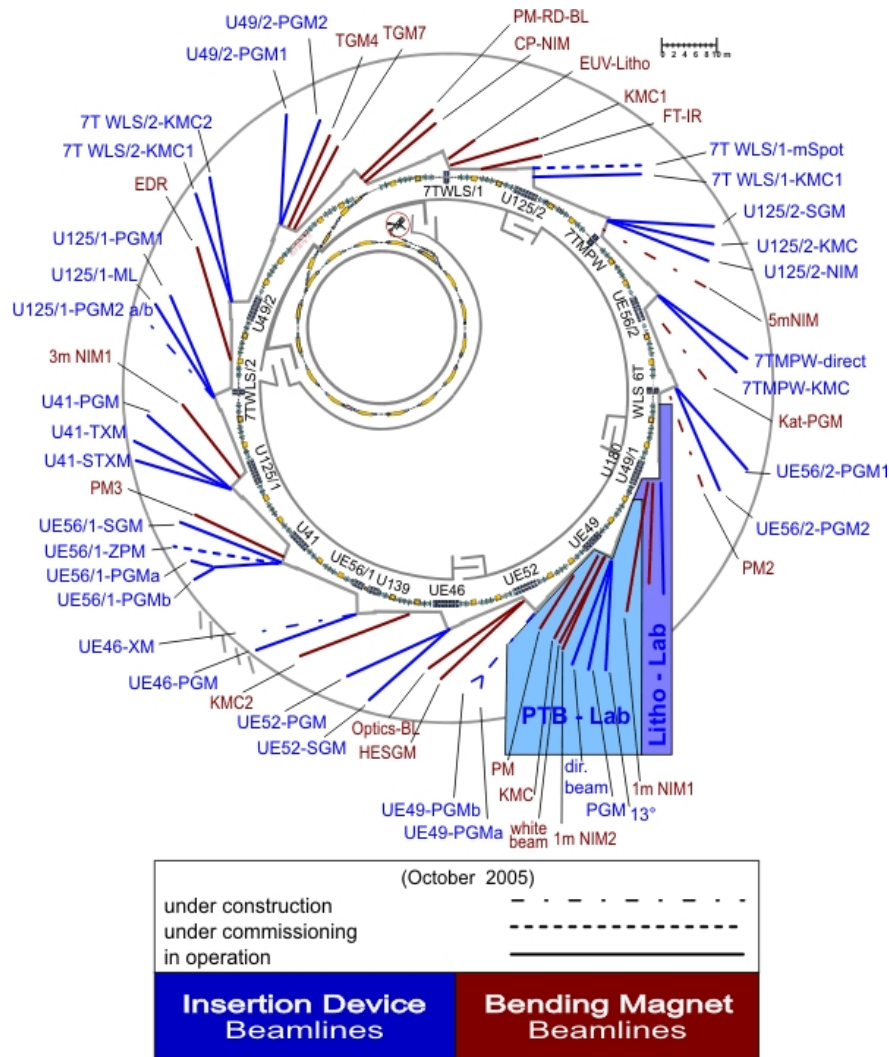 U49/2-PGM2
U49/2-PGM1
TGM4
TGM7
PM-RD-BL
CP-NIM
EUV-Litho
KMC1
FT-IR
0 2 4 6 8 10 m
7T WLS/2-KMC2
7T WLS/2-KMC1
EDR
U125/1-PGM1
U125/1-ML
U125/1-PGM2 a/b
3m NIM1
U41-PGM
U41-TXM
U41-STXM
PM3
UE56/1-SGM
UE56/1-ZPM
UE56/1-PGMa
UE56/1-PGMb
UE46-XM
UE46-PGM
KMC2
UE52-PGM
UE52-SGM
Optics-BL
HESGM
UE49-PGMb
UE49-PGMa
7T WLS/1-mSpot
7T WLS/1-KMC1
U125/2-SGM
U125/2-KMC
U125/2-NIM
5mNIM
7TMPW-direct
7TMPW-KMC
Kat-PGM
UE56/2-PGM1
UE56/2-PGM2
PM2
7TWLS/1
U125/2
7TMPW
UE56/2
WLS 6T
U180
U49/1
UE49
UE52
UE46
U139
UE56/1
U41
U125/1
7TWLS/2
U49/2
PTB - Lab
Litho - Lab
PM
KMC
white
beam
1m NIM2
dir.
beam
PGM
13°
1m NIM1
(October 2005)
under construction
under commissioning
in operation
Insertion Device
Beamlines
Bending Magnet
Beamlines